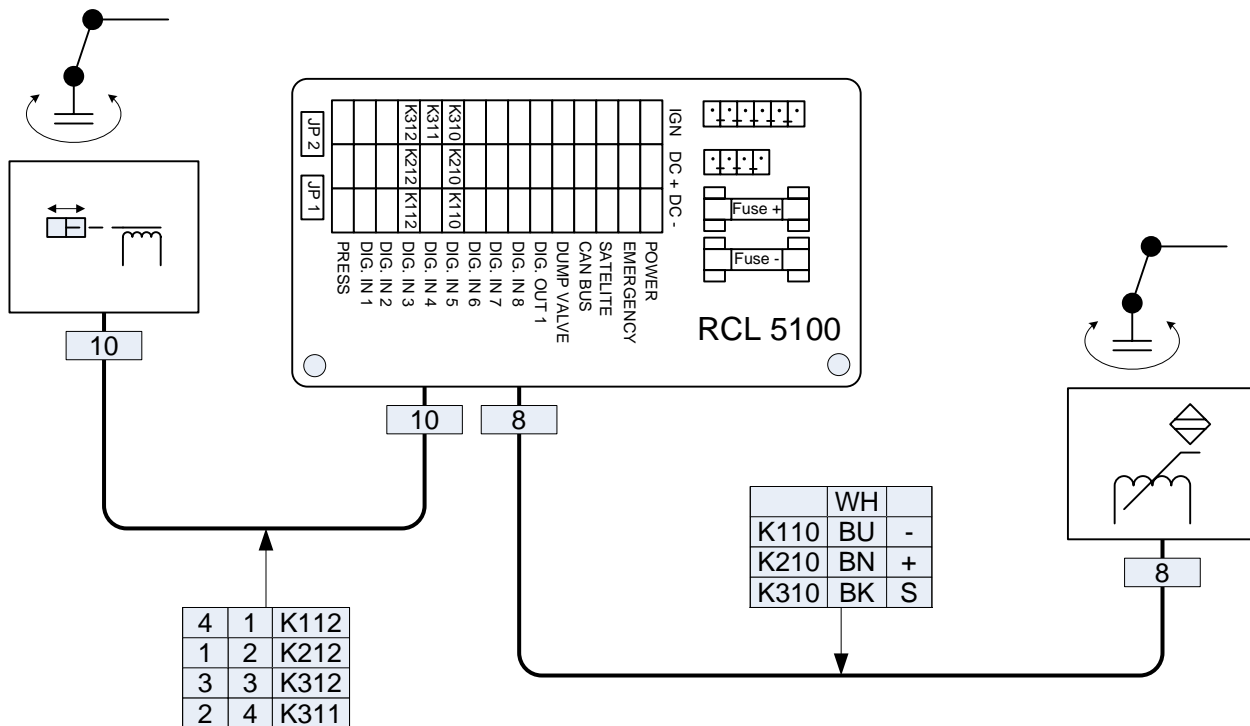 JP 2
JP 1
K312
K311
K310
K212
K210
K112
K110
IGN
DC +
DC -
PRESS
DIG. IN 1
DIG. IN 2
DIG. IN 3
DIG. IN 4
DIG. IN 5
DIG. IN 6
DIG. IN 7
DIG. IN 8
DIG. OUT 1
DUMP VALVE
CAN BUS
SATELITE
EMERGENCY
POWER
Fuse +
Fuse -
RCL 5100
10
10
8
8
WH
K110 BU -
K210 BN +
K310 BK S
4 1 K112
1 2 K212
3 3 K312
2 4 K311